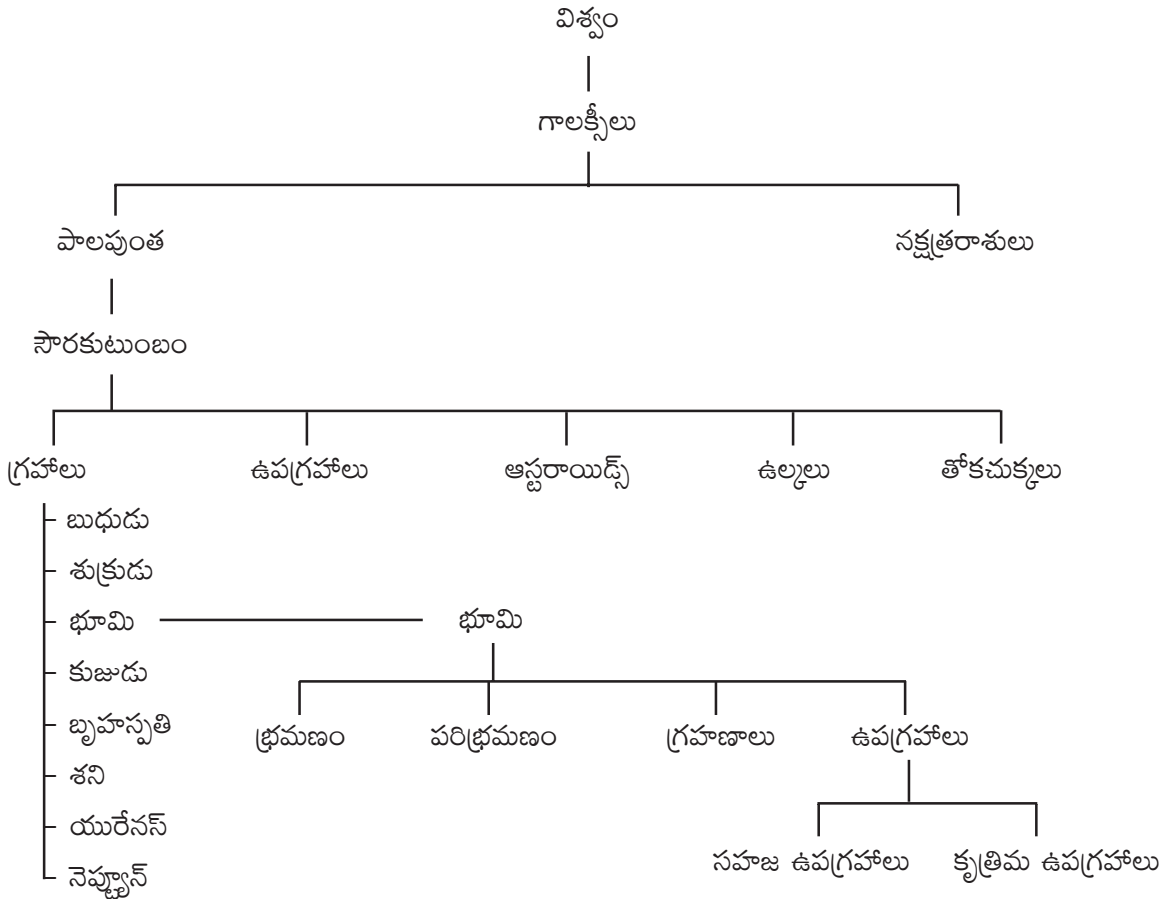 విశ్వం
గాలక్సీలు
పాలపుంత నక్షత్రరాశులు
సౌరకుటుంబం
గ్రహాలు ఉపగ్రహాలు ఆస్టరాయిడ్స్ ఉల్కలు తోకచుక్కలు
బుధుడు
శుక్రుడు
భూమి భూమి
కుజుడు
బృహస్పతి భ్రమణం పరిభ్రమణం గ్రహణాలు ఉపగ్రహాలు
శని
యురేనస్
సహజ ఉపగ్రహాలు కృత్రిమ ఉపగ్రహాలు
నెప్ట్యూన్